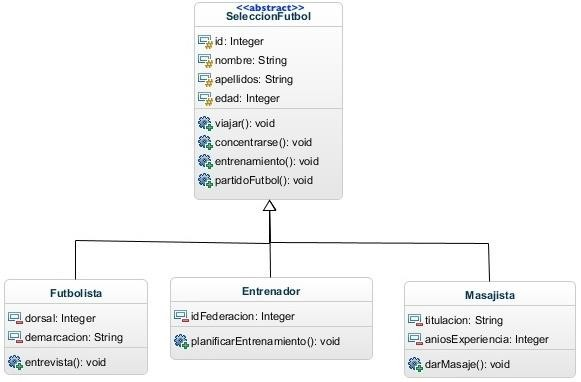 <<abstract>>
SeleccionFutbol
id: Integer
nombre: String
apellidos: String
edad: Integer
viajar(): void
concentrarse(): void
entrenamiento(): void
partidoFutbol(): void
Futbolista
dorsal: Integer
demarcacion: String
entrevista(): void
Entrenador
idFederacion: Integer
planificarEntrenamiento(): void
Masajista
titulacion: String
aniosExperiencia: Integer
darMasaje(): void